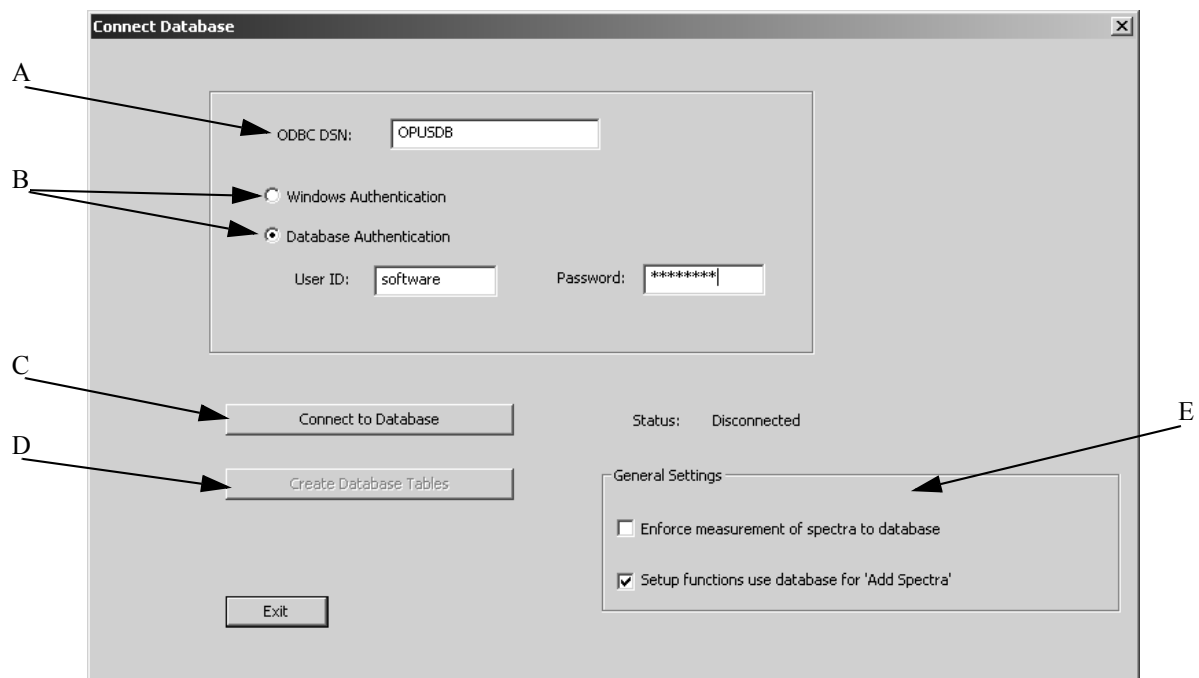 Connect Database
A
ODBC DSN: OPUSDB
B
Windows Authentication
Database Authentication
User ID: software Password: ********
C
Connect to Database Status: Disconnected
E
D
Create Database Tables
General Settings
Enforce measurement of spectra to database
Setup functions use database for 'Add Spectra'
Exit